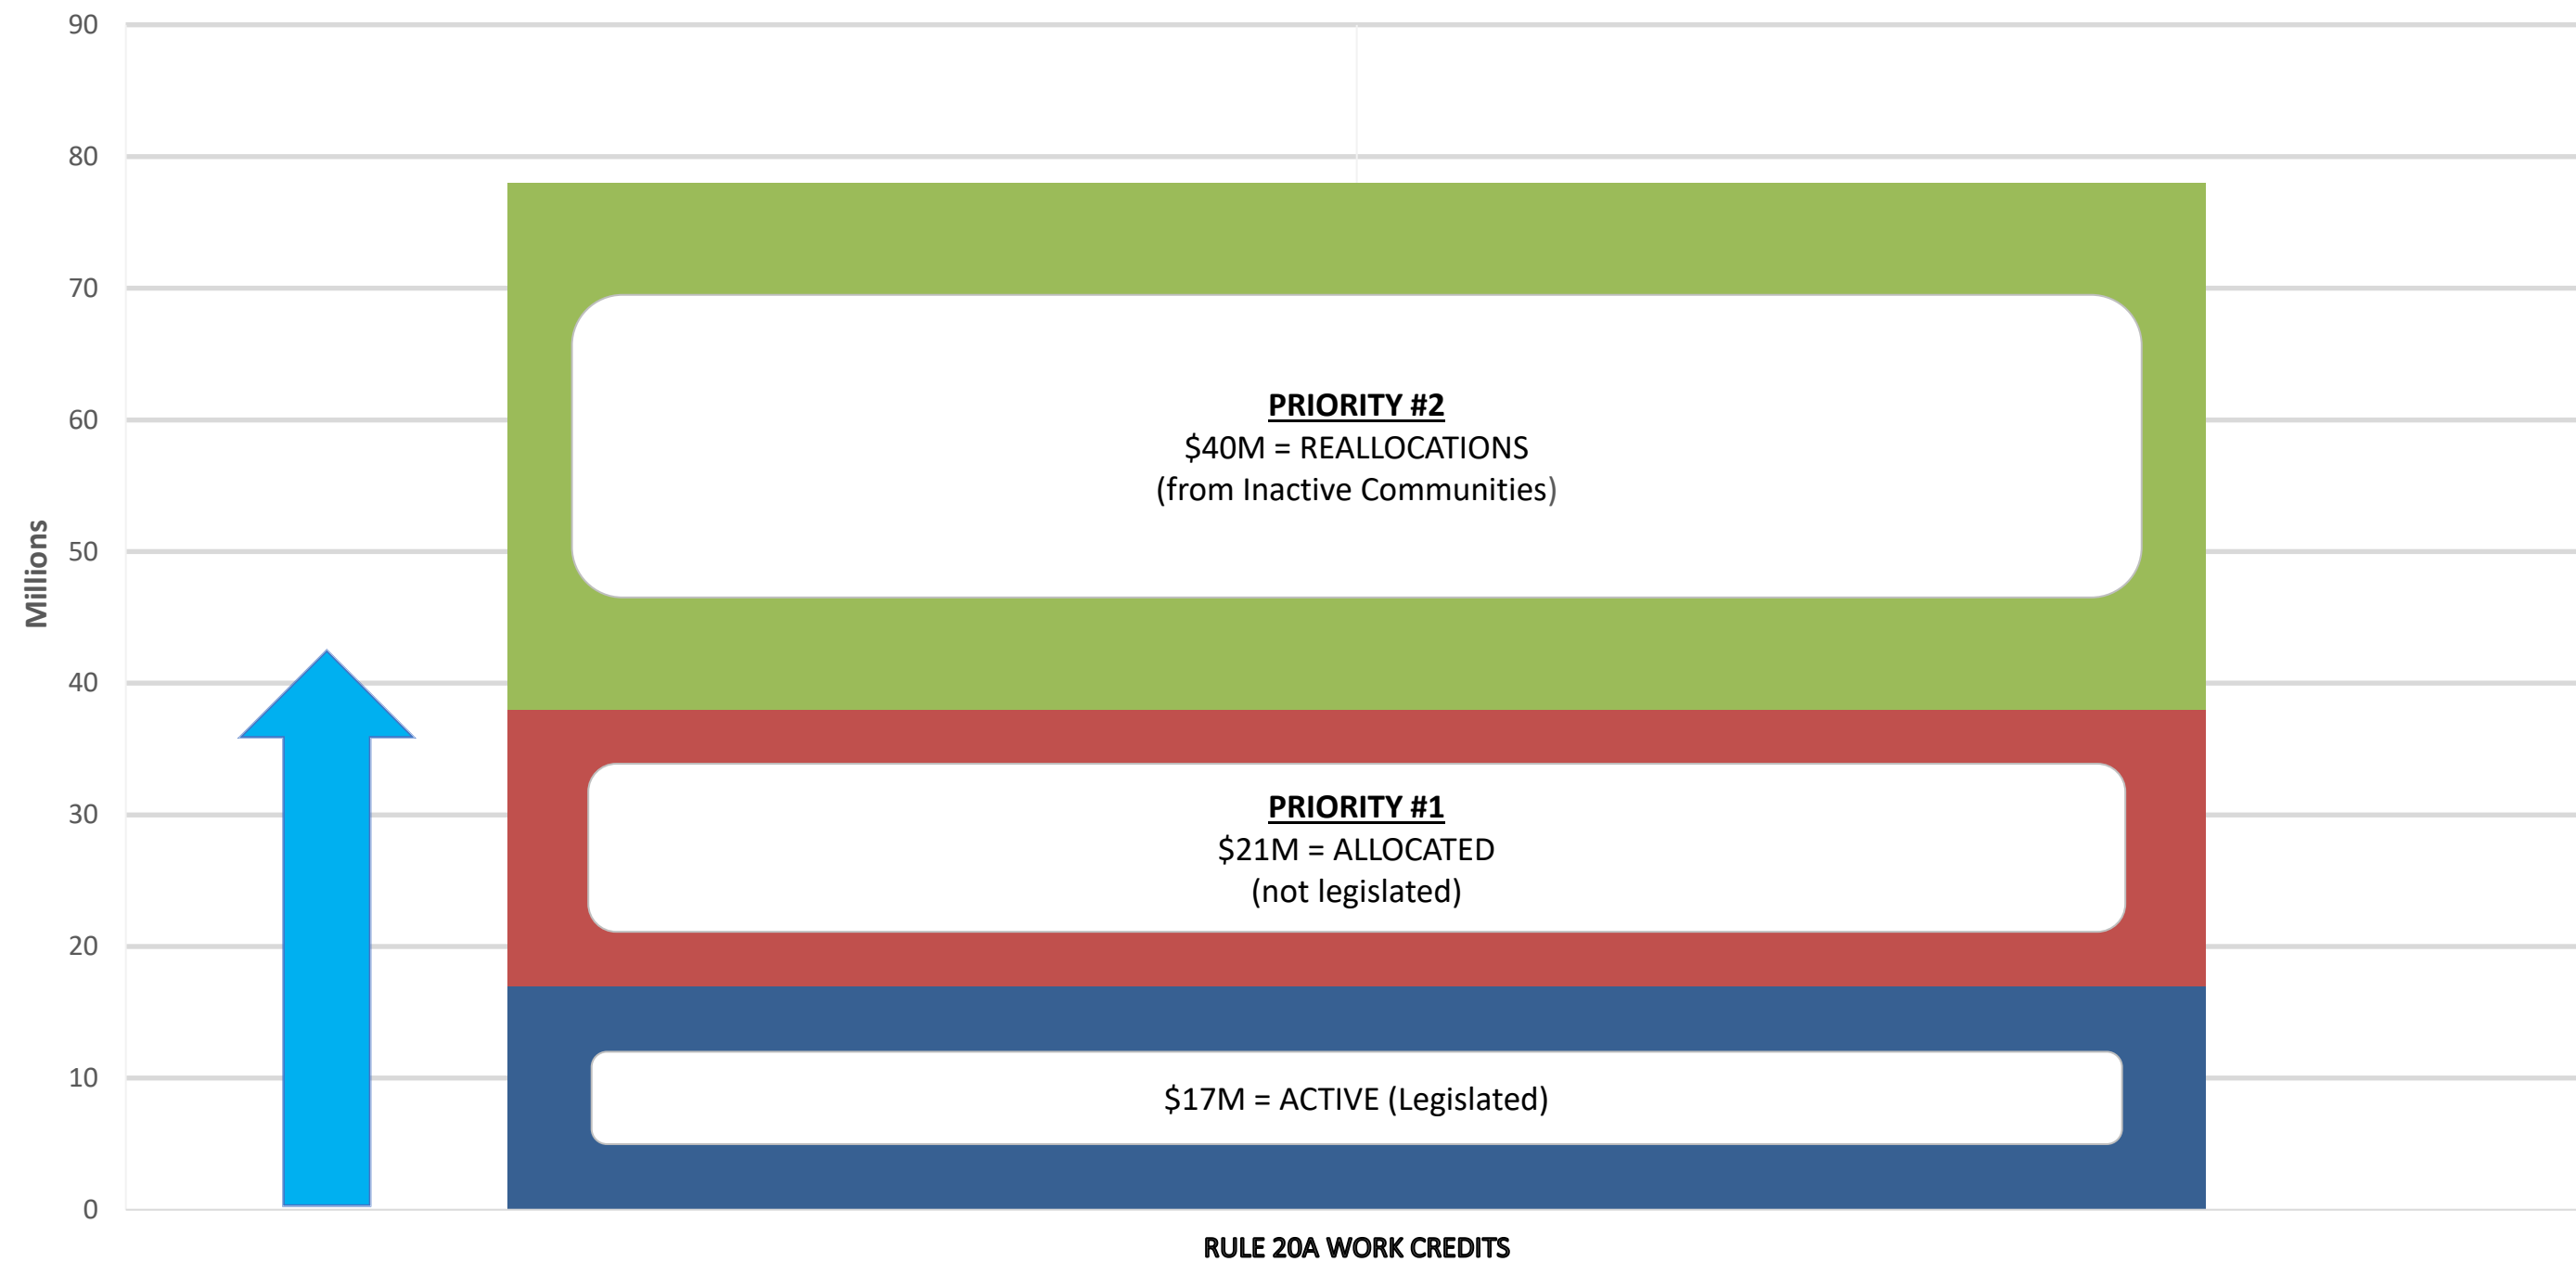 90
80
70
60
50
40
30
20
10
0
Millions
PRIORITY #2
$40M = REALLOCATIONS
(from Inactive Communities)
PRIORITY #1
$21M = ALLOCATED
(not legislated)
$17M = ACTIVE (Legislated)
RULE 20A WORK CREDITS